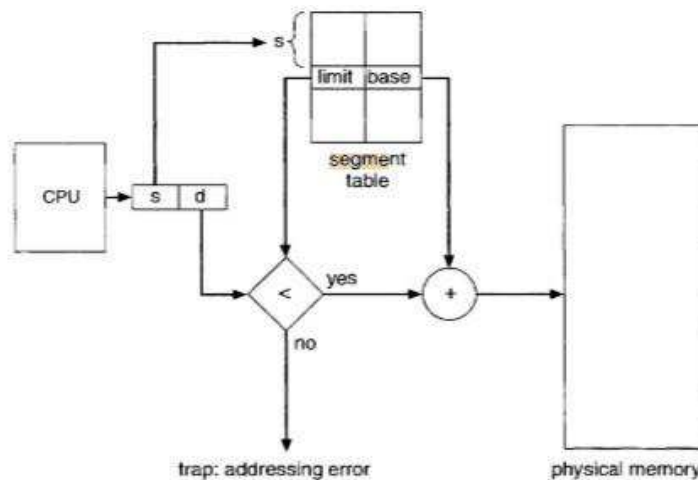 s
limit base
segment
table
CPU
s d
<
yes
+
no
trap: addressing error
physical memory